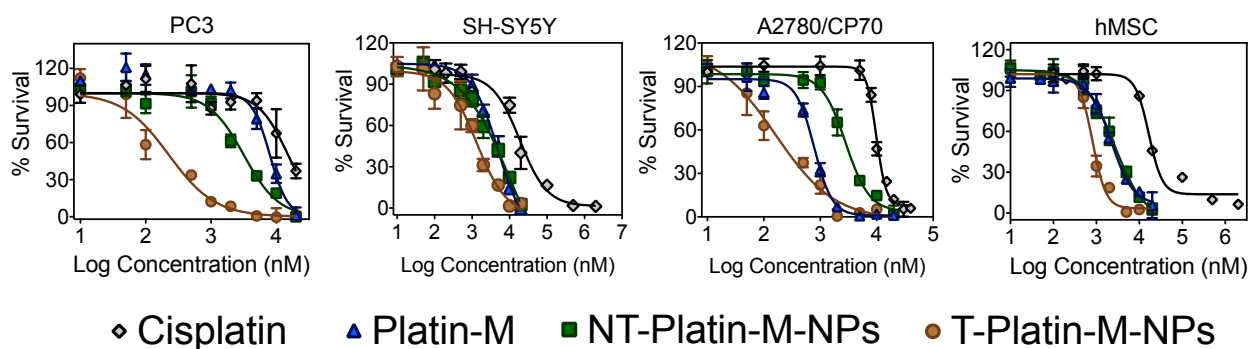 PC3
SH-SY5Y
A2780/CP70
hMSC
% Survival
120
90
60
30
0
1
2
3
4
Log Concentration (nM)
% Survival
120
90
60
30
0
1
2
3
4
5
6
7
Log Concentration (nM)
% Survival
120
90
60
30
0
1
2
3
4
5
Log Concentration (nM)
% Survival
120
90
60
30
0
1
2
3
4
5
6
Log Concentration (nM)
Cisplatin
Platin-M
NT-Platin-M-NPs
T-Platin-M-NPs